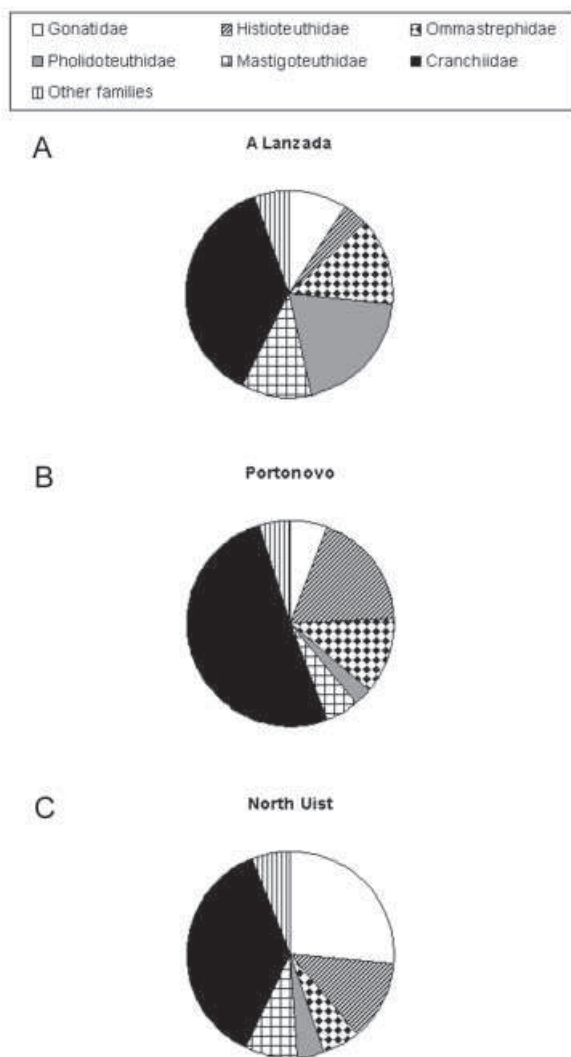 Gonatidae Histioteuthidae Ommastrephidae
Pholidoteuthidae Mastigoteuthidae Cranchiidae
Other families
A
A Lanzada
B
Portonovo
C
North Uist